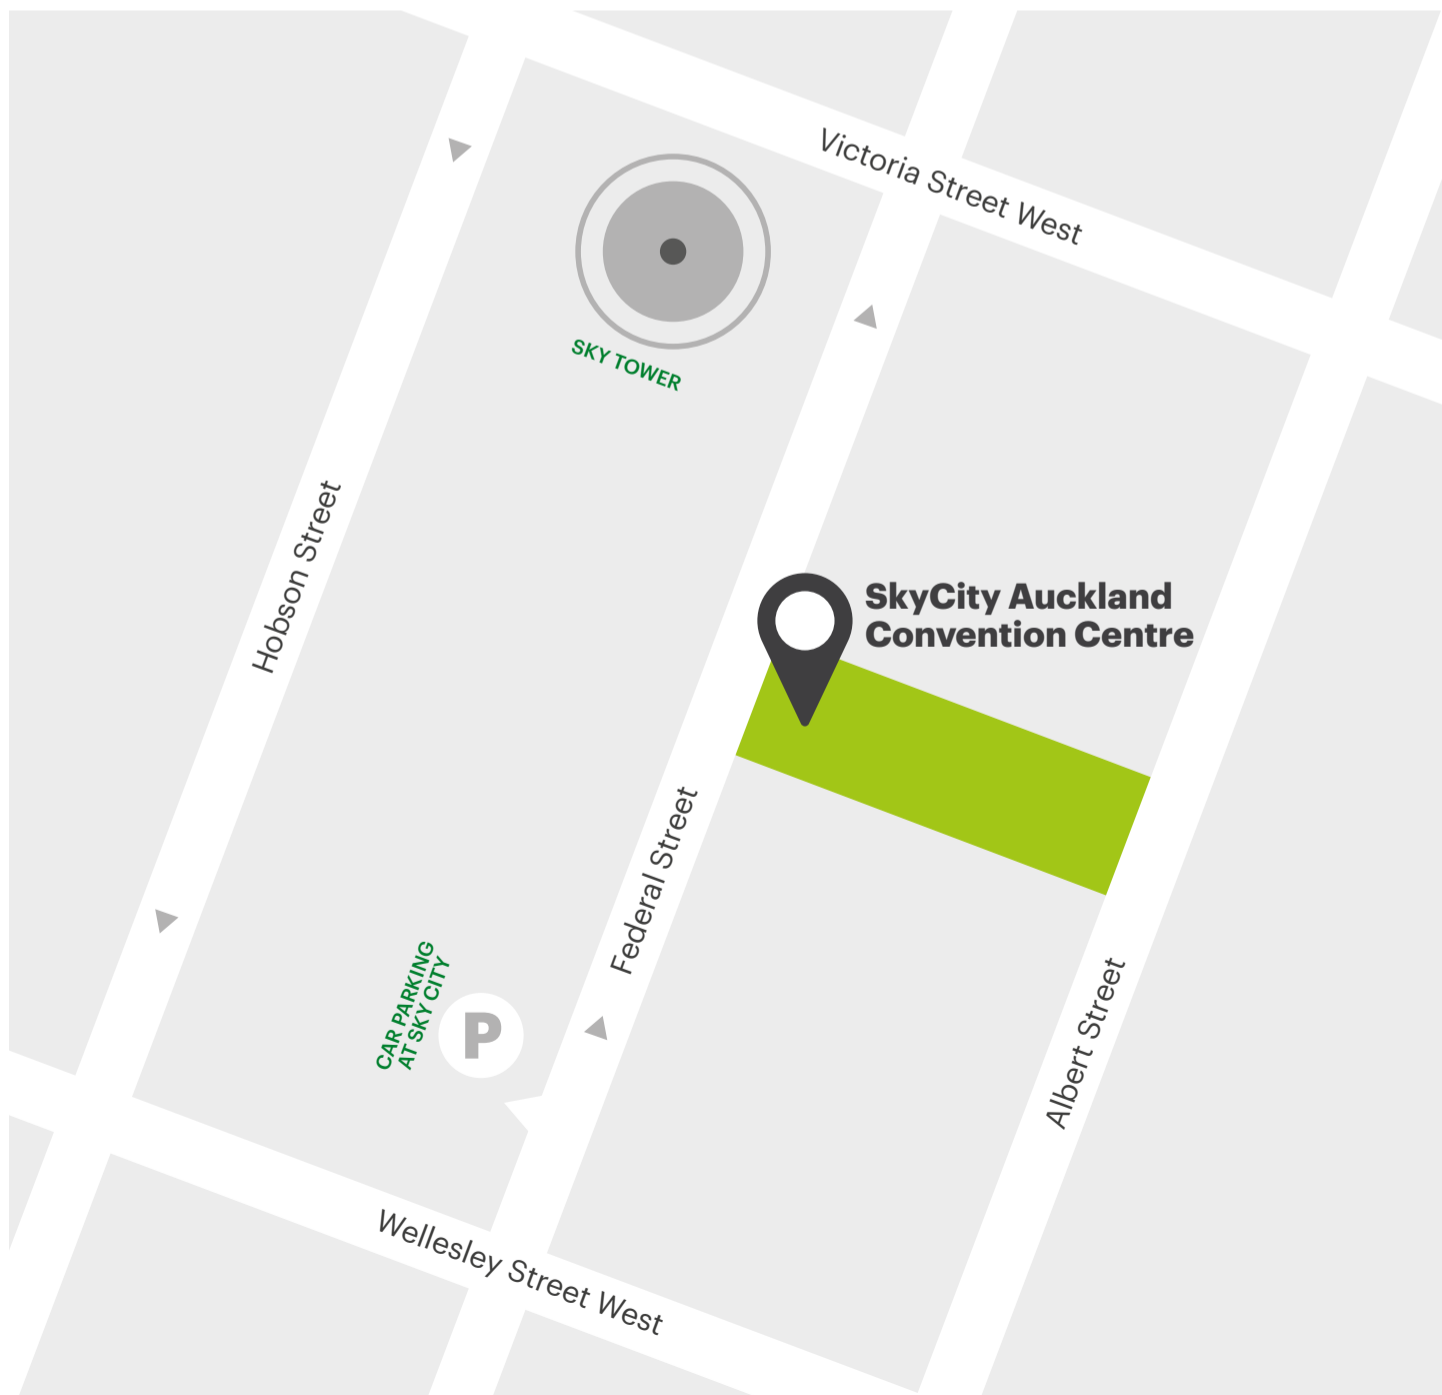 Victoria Street West
SKY TOWER
Hobson Street
SkyCity Auckland
Convention Centre
Federal Street
CAR PARKING
AT SKY CITY
P
Albert Street
Wellesley Street West